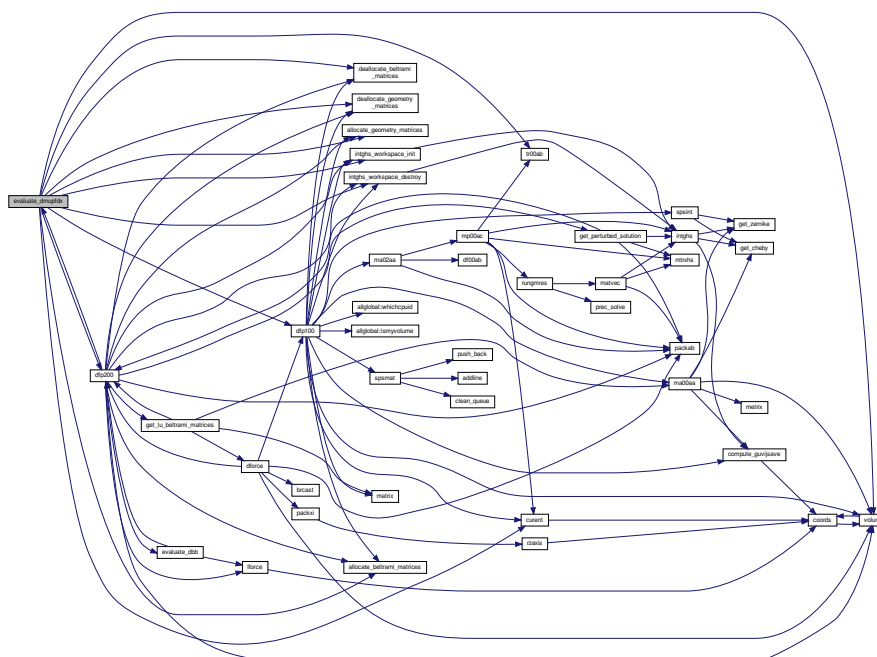 deallocate_beltrami
_matrices
deallocate_geometry
_matrices
allocate_geometry_matrices
intghs_workspace_init
tr00ab
intghs_workspace_destroy
evaluate_dmupfdx
spsint
get_zernike
mp00ac
get_perturbed_solution
intghs
get_cheby
ma02aa
df00ab
mtrxhs
rungmres
matvec
allglobal::whichcpuid
prec_solve
dfp100
allglobal::ismyvolume
packab
push_back
dfp200
spsmat
addline
ma00aa
clean_queue
metrix
get_lu_beltrami_matrices
compute_guvijsave
dforce
brcast
matrix
packxi
curent
coords
volu
rzaxis
evaluate_dbb
lforce
allocate_beltrami_matrices